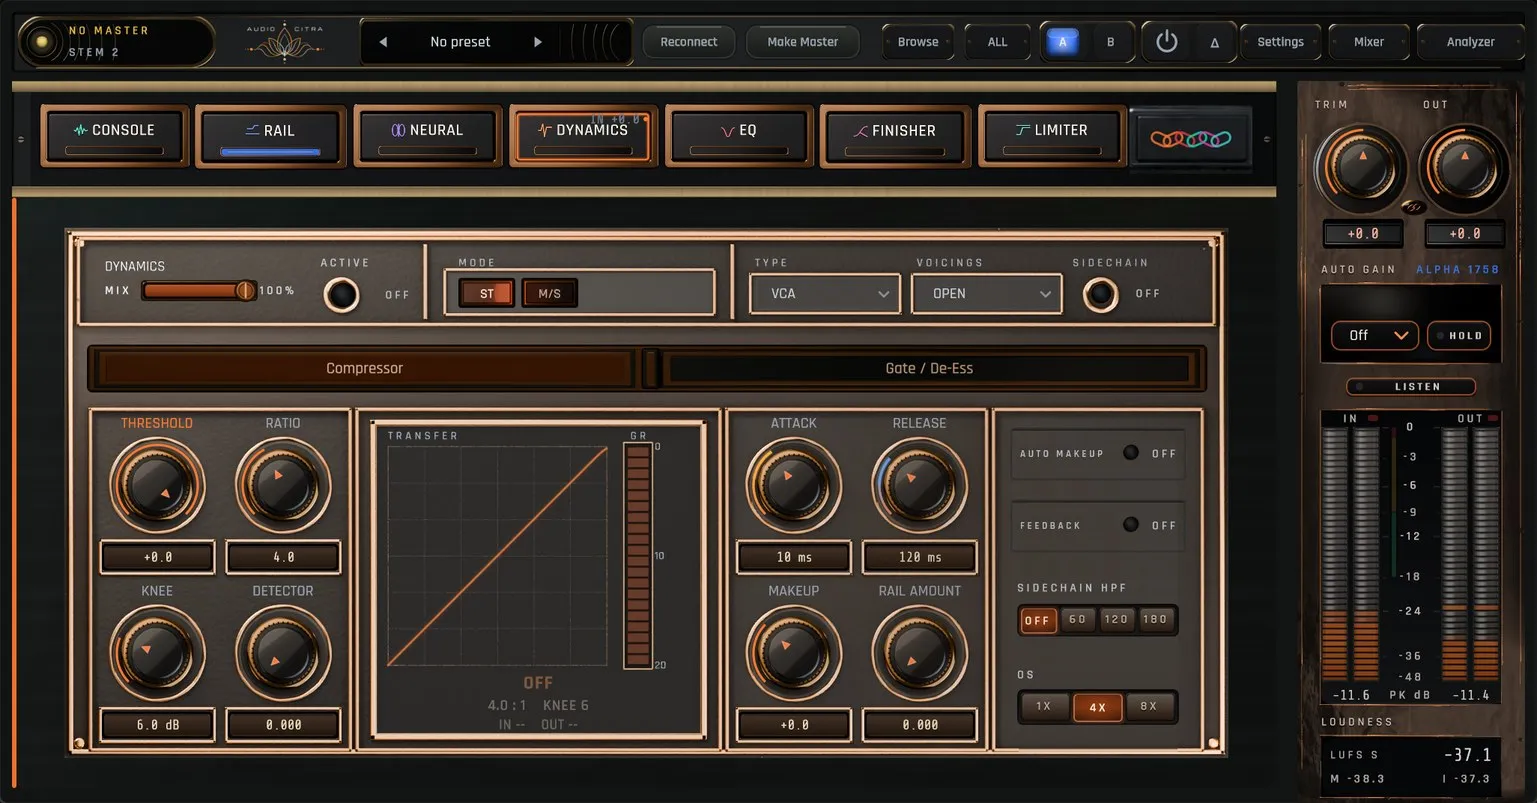 NO MASTER
STEM 2
AUDIO CITRA
No preset
Reconnect
Make Master
Browse
ALL
A
B
Δ
Settings
Mixer
Analyzer
CONSOLE
RAIL
NEURAL
IN +0.0
DYNAMICS
EQ
FINISHER
LIMITER
TRIM
OUT
+0.0
+0.0
AUTO GAIN
ALPHA 1758
Off
HOLD
LISTEN
DYNAMICS
MIX
100%
ACTIVE
OFF
MODE
ST
M/S
TYPE
VCA
VOICINGS
OPEN
SIDECHAIN
OFF
Compressor
Gate / De-Ess
THRESHOLD
RATIO
+0.0
4.0
KNEE
DETECTOR
6.0 dB
0.000
TRANSFER
GR
0
10
20
OFF
4.0 : 1 KNEE 6
IN -- OUT --
ATTACK
RELEASE
10 ms
120 ms
MAKEUP
RAIL AMOUNT
+0.0
0.000
AUTO MAKEUP
OFF
FEEDBACK
OFF
SIDECHAIN HPF
OFF
60
120
180
OS
1X
4X
8X
IN
OUT
0
-3
-6
-9
-12
-18
-24
-36
-48
-11.6
PK dB
-11.4
LOUDNESS
LUFS S
-37.1
M -38.3
I -37.3